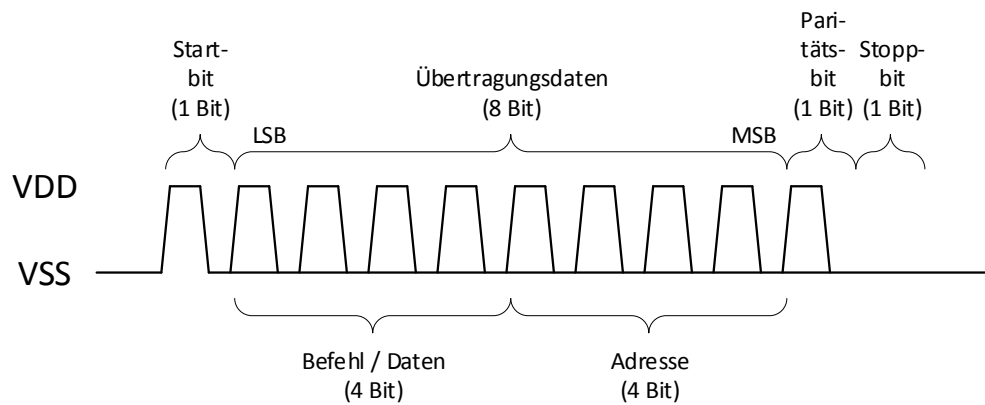 Start-
bit
(1 Bit)
Übertragungsdaten
(8 Bit)
Pari-
täts-
bit
(1 Bit)
Stopp-
bit
(1 Bit)
LSB
MSB
VDD
VSS
Befehl / Daten
(4 Bit)
Adresse
(4 Bit)